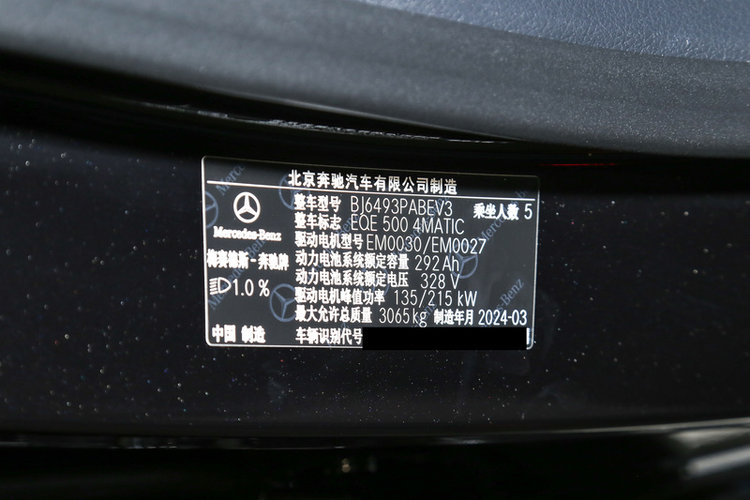 北京奔驰汽车有限公司制造
整车型号 BJ6493PABEV3 乘坐人数 5
整车标志 EQE 500 4MATIC
Mercedes-Benz
驱动电机型号 EM0030/EM0027
梅赛德斯-奔驰牌
动力电池系统额定容量 292Ah
动力电池系统额定电压 328 V
1.0 %
驱动电机峰值功率 135/215 kW
最大允许总质量 3065kg 制造年月 2024-03
中国 制造 车辆识别代号